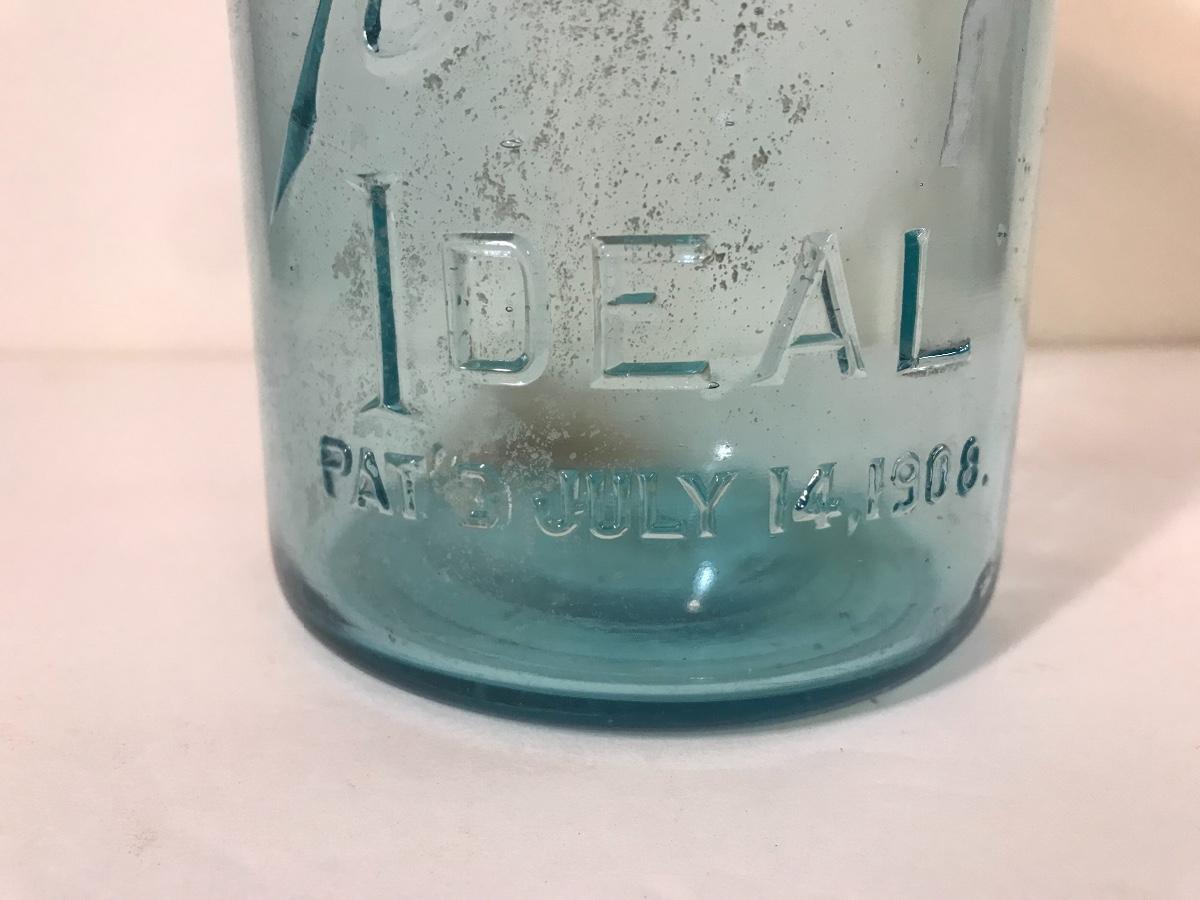 IDEAL
PAT'D JULY 14, 1908.